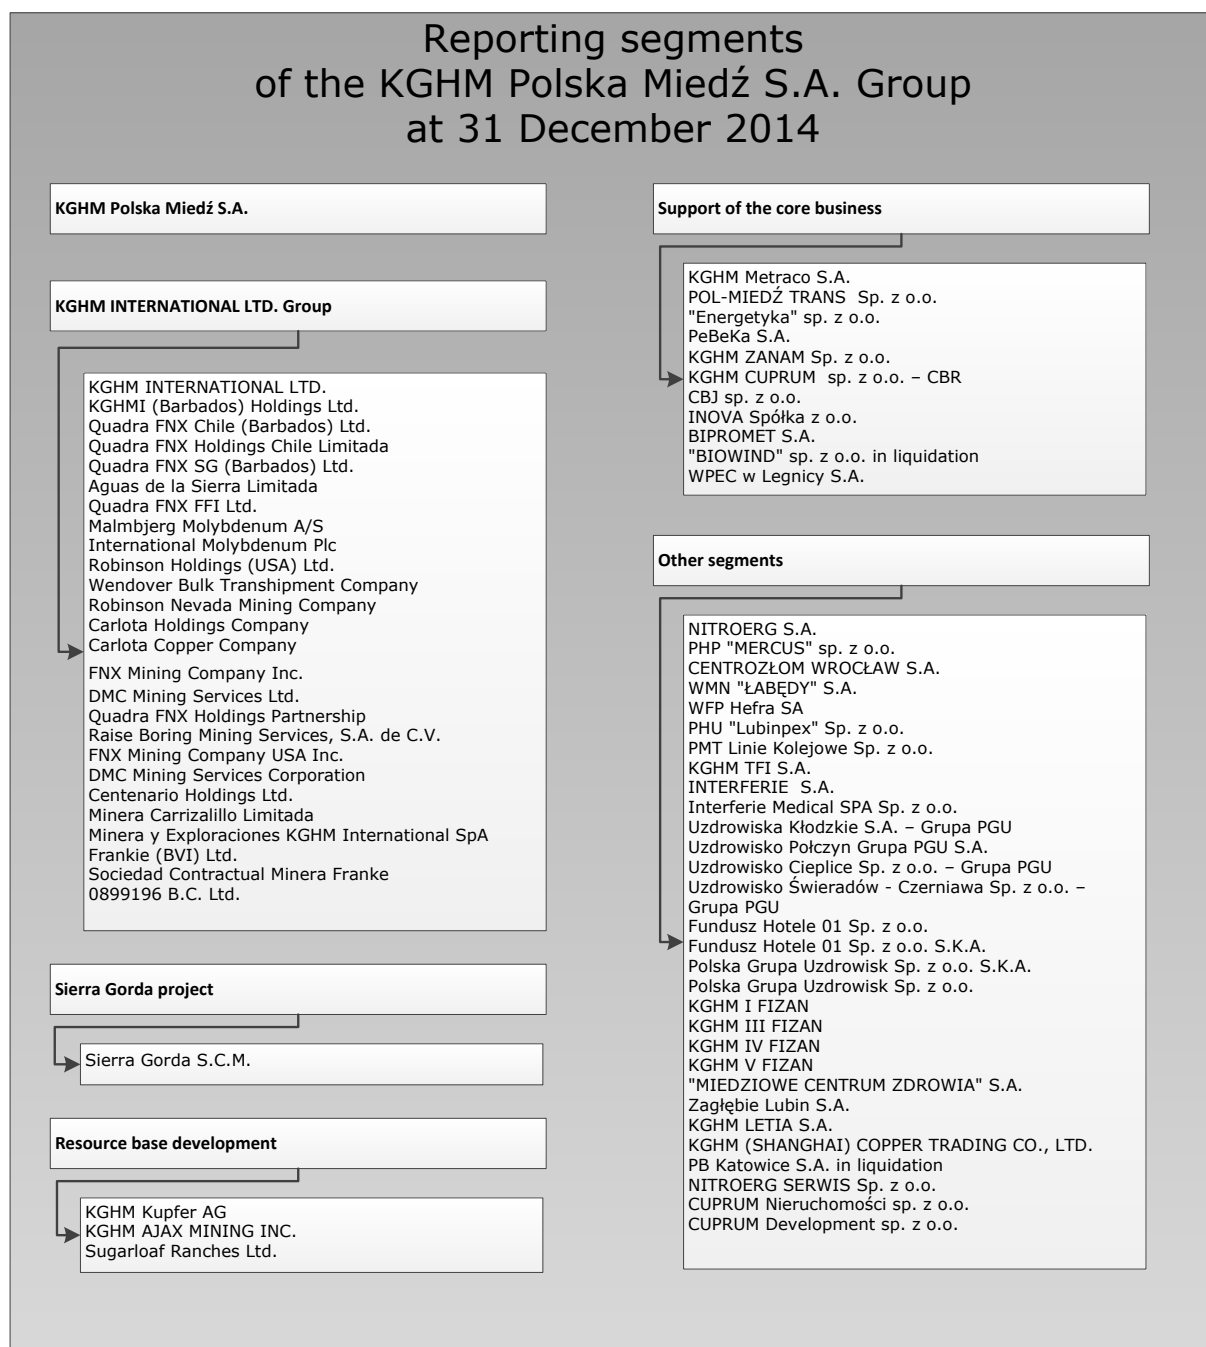 Reporting segments
of the KGHM Polska Miedź S.A. Group
at 31 December 2014
KGHM Polska Miedź S.A.
KGHM INTERNATIONAL LTD. Group
KGHM INTERNATIONAL LTD.
KGHMI (Barbados) Holdings Ltd.
Quadra FNX Chile (Barbados) Ltd.
Quadra FNX Holdings Chile Limitada
Quadra FNX SG (Barbados) Ltd.
Aguas de la Sierra Limitada
Quadra FNX FFI Ltd.
Malmbjerg Molybdenum A/S
International Molybdenum Plc
Robinson Holdings (USA) Ltd.
Wendover Bulk Transhipment Company
Robinson Nevada Mining Company
Carlota Holdings Company
Carlota Copper Company
FNX Mining Company Inc.
DMC Mining Services Ltd.
Quadra FNX Holdings Partnership
Raise Boring Mining Services, S.A. de C.V.
FNX Mining Company USA Inc.
DMC Mining Services Corporation
Centenario Holdings Ltd.
Minera Carrizalillo Limitada
Minera y Exploraciones KGHM International SpA
Frankie (BVI) Ltd.
Sociedad Contractual Minera Franke
0899196 B.C. Ltd.
Sierra Gorda project
Sierra Gorda S.C.M.
Resource base development
KGHM Kupfer AG
KGHM AJAX MINING INC.
Sugarloaf Ranches Ltd.
Support of the core business
KGHM Metraco S.A.
POL-MIEDŹ TRANS Sp. z o.o.
"Energetyka" sp. z o.o.
PeBeKa S.A.
KGHM ZANAM Sp. z o.o.
KGHM CUPRUM sp. z o.o. – CBR
CBJ sp. z o.o.
INOVA Spółka z o.o.
BIPROMET S.A.
"BIOWIND" sp. z o.o. in liquidation
WPEC w Legnicy S.A.
Other segments
NITROERG S.A.
PHP "MERCUS" sp. z o.o.
CENTROZŁOM WROCŁAW S.A.
WMN "ŁABĘDY" S.A.
WFP Hefra SA
PHU "Lubinpex" Sp. z o.o.
PMT Linie Kolejowe Sp. z o.o.
KGHM TFI S.A.
INTERFERIE S.A.
Interferie Medical SPA Sp. z o.o.
Uzdrowiska Kłodzkie S.A. – Grupa PGU
Uzdrowisko Połczyn Grupa PGU S.A.
Uzdrowisko Cieplice Sp. z o.o. – Grupa PGU
Uzdrowisko Świeradów - Czerniawa Sp. z o.o. –
Grupa PGU
Fundusz Hotele 01 Sp. z o.o.
Fundusz Hotele 01 Sp. z o.o. S.K.A.
Polska Grupa Uzdrowisk Sp. z o.o. S.K.A.
Polska Grupa Uzdrowisk Sp. z o.o.
KGHM I FIZAN
KGHM III FIZAN
KGHM IV FIZAN
KGHM V FIZAN
"MIEDZIOWE CENTRUM ZDROWIA" S.A.
Zagłębie Lubin S.A.
KGHM LETIA S.A.
KGHM (SHANGHAI) COPPER TRADING CO., LTD.
PB Katowice S.A. in liquidation
NITROERG SERWIS Sp. z o.o.
CUPRUM Nieruchomości sp. z o.o.
CUPRUM Development sp. z o.o.